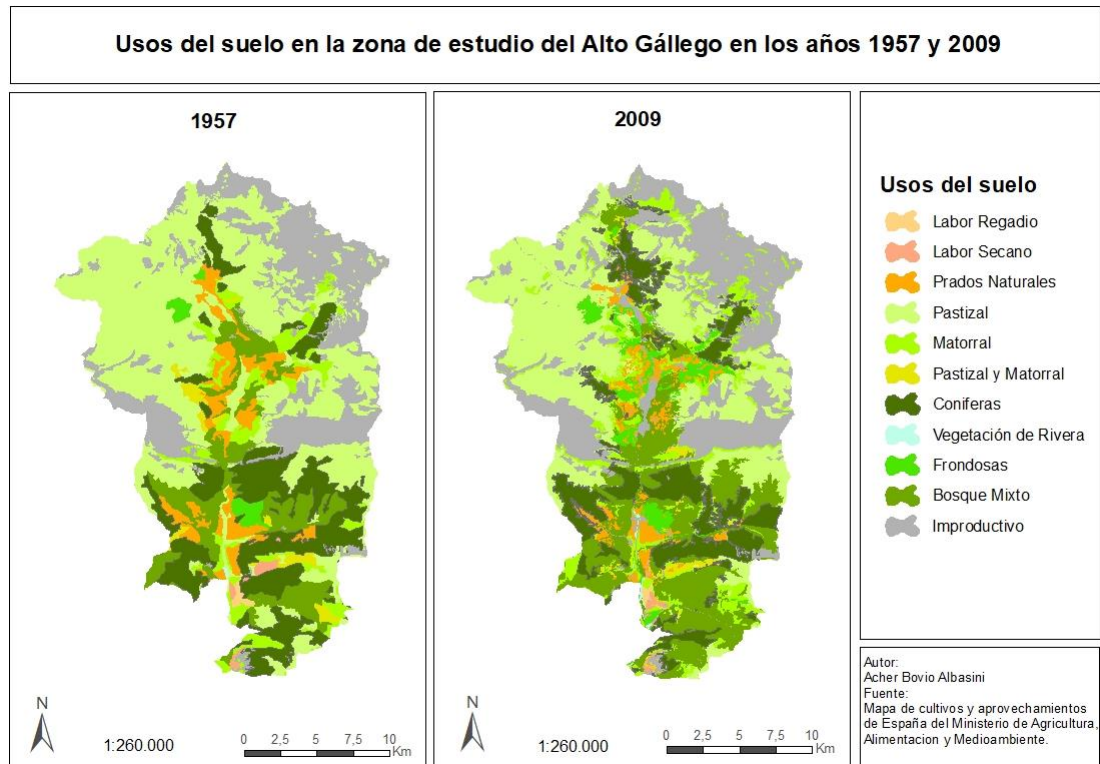 Usos del suelo en la zona de estudio del Alto Gállego en los años 1957 y 2009
1957
N
1:260.000
0 2,5 5 7,5 10
Km
2009
N
1:260.000
0 2,5 5 7,5 10
Km
Usos del suelo
Labor Regadio
Labor Secano
Prados Naturales
Pastizal
Matorral
Pastizal y Matorral
Coniferas
Vegetación de Rivera
Frondosas
Bosque Mixto
Improductivo
Autor:
Acher Bovio Albasini
Fuente:
Mapa de cultivos y aprovechamientos
de España del Ministerio de Agricultura,
Alimentacion y Medioambiente.